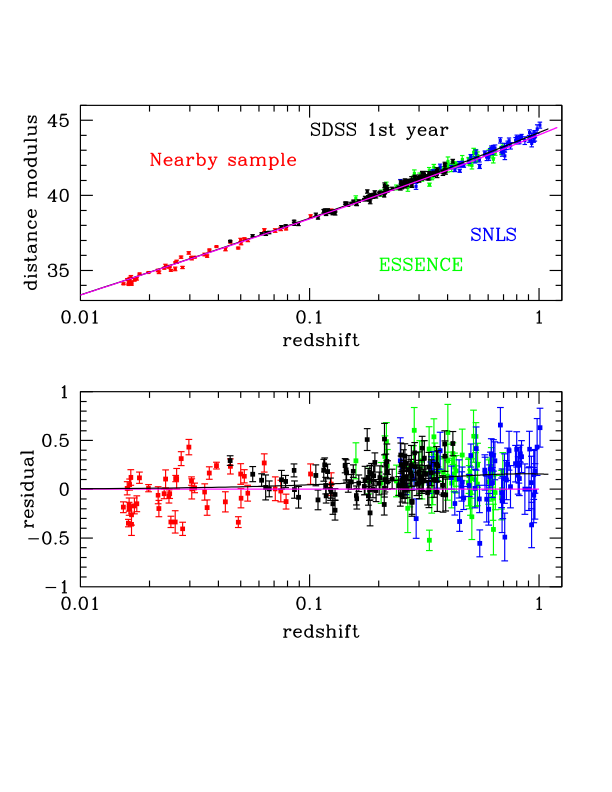 45
40
35
distance modulus
SDSS 1st year
Nearby sample
SNLS
ESSENCE
0.01
0.1
1
redshift
1
0.5
0
−0.5
−1
residual
0.01
0.1
1
redshift